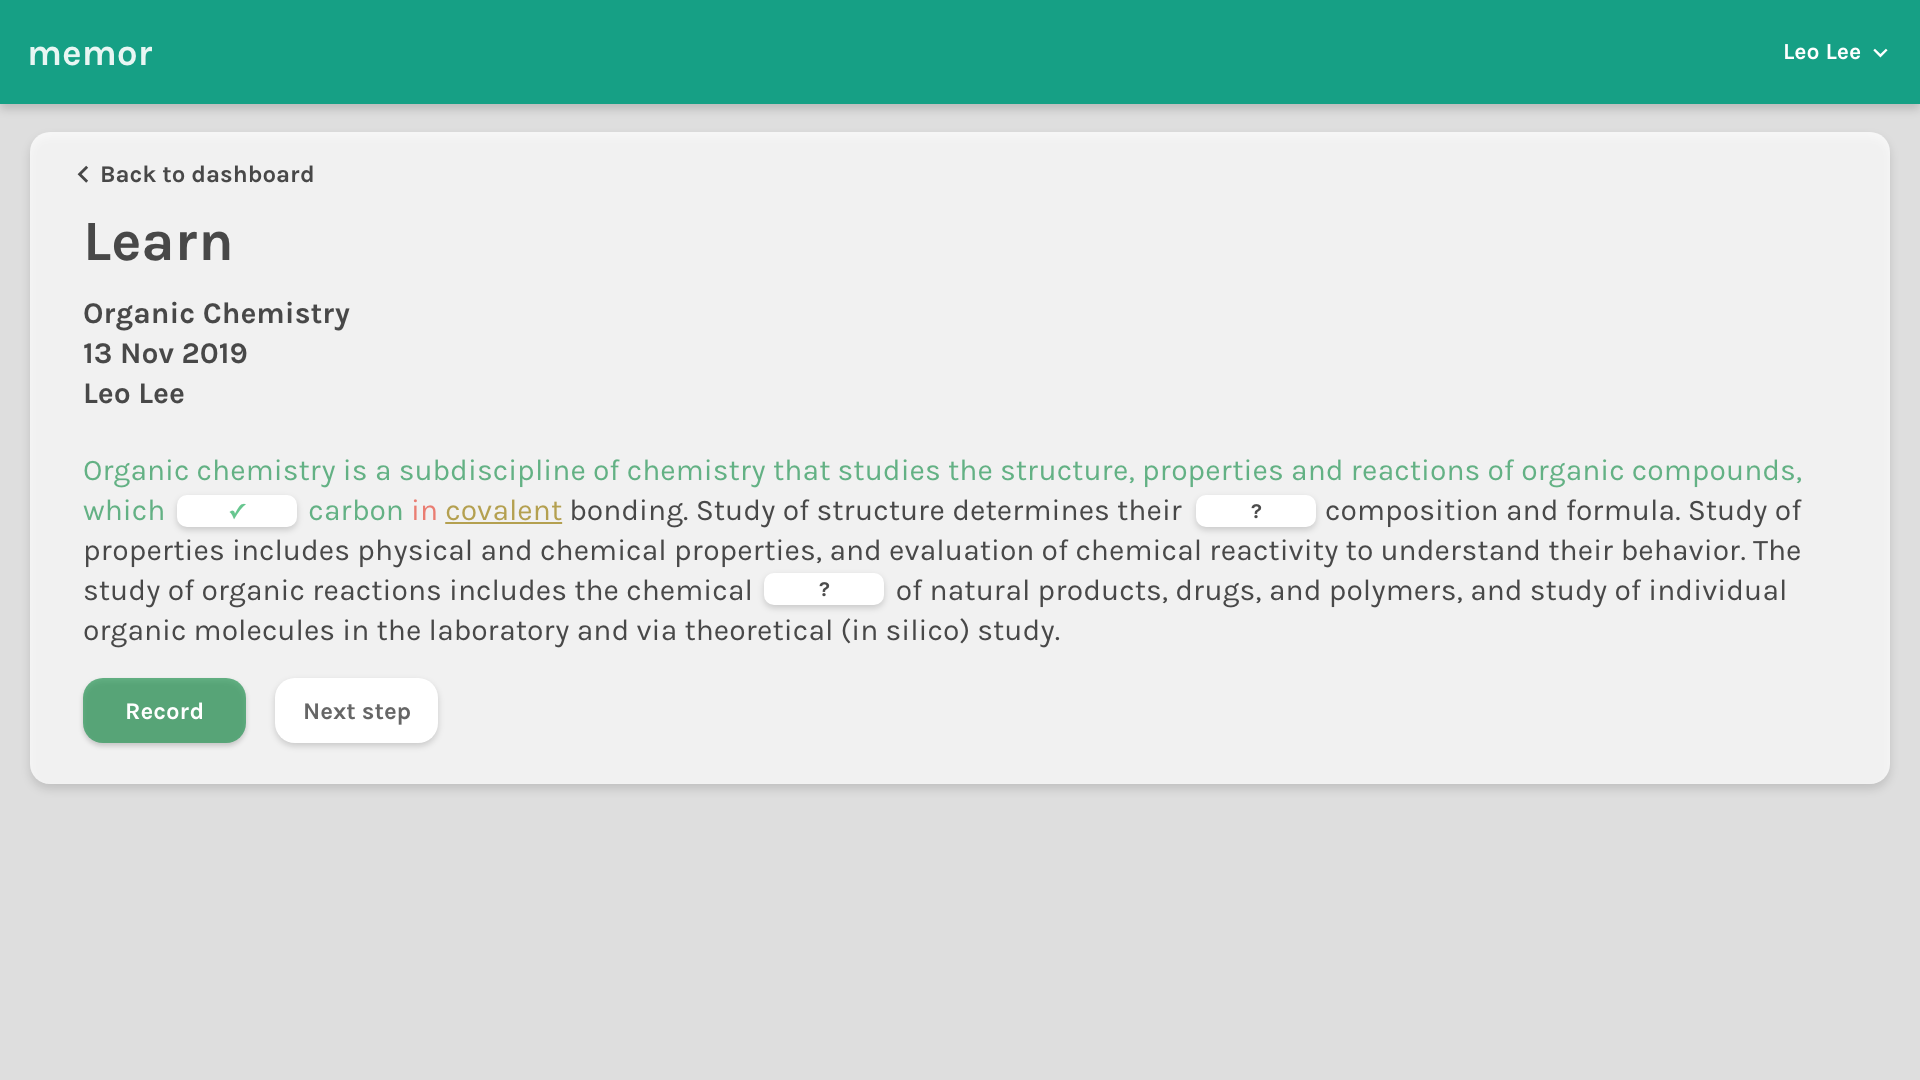 memor
Leo Lee
Back to dashboard
Learn
Organic Chemistry
13 Nov 2019
Leo Lee
Organic chemistry is a subdiscipline of chemistry that studies the structure, properties and reactions of organic compounds,
which ✓ carbon in covalent bonding. Study of structure determines their ? composition and formula. Study of
properties includes physical and chemical properties, and evaluation of chemical reactivity to understand their behavior. The
study of organic reactions includes the chemical ? of natural products, drugs, and polymers, and study of individual
organic molecules in the laboratory and via theoretical (in silico) study.
Record
Next step